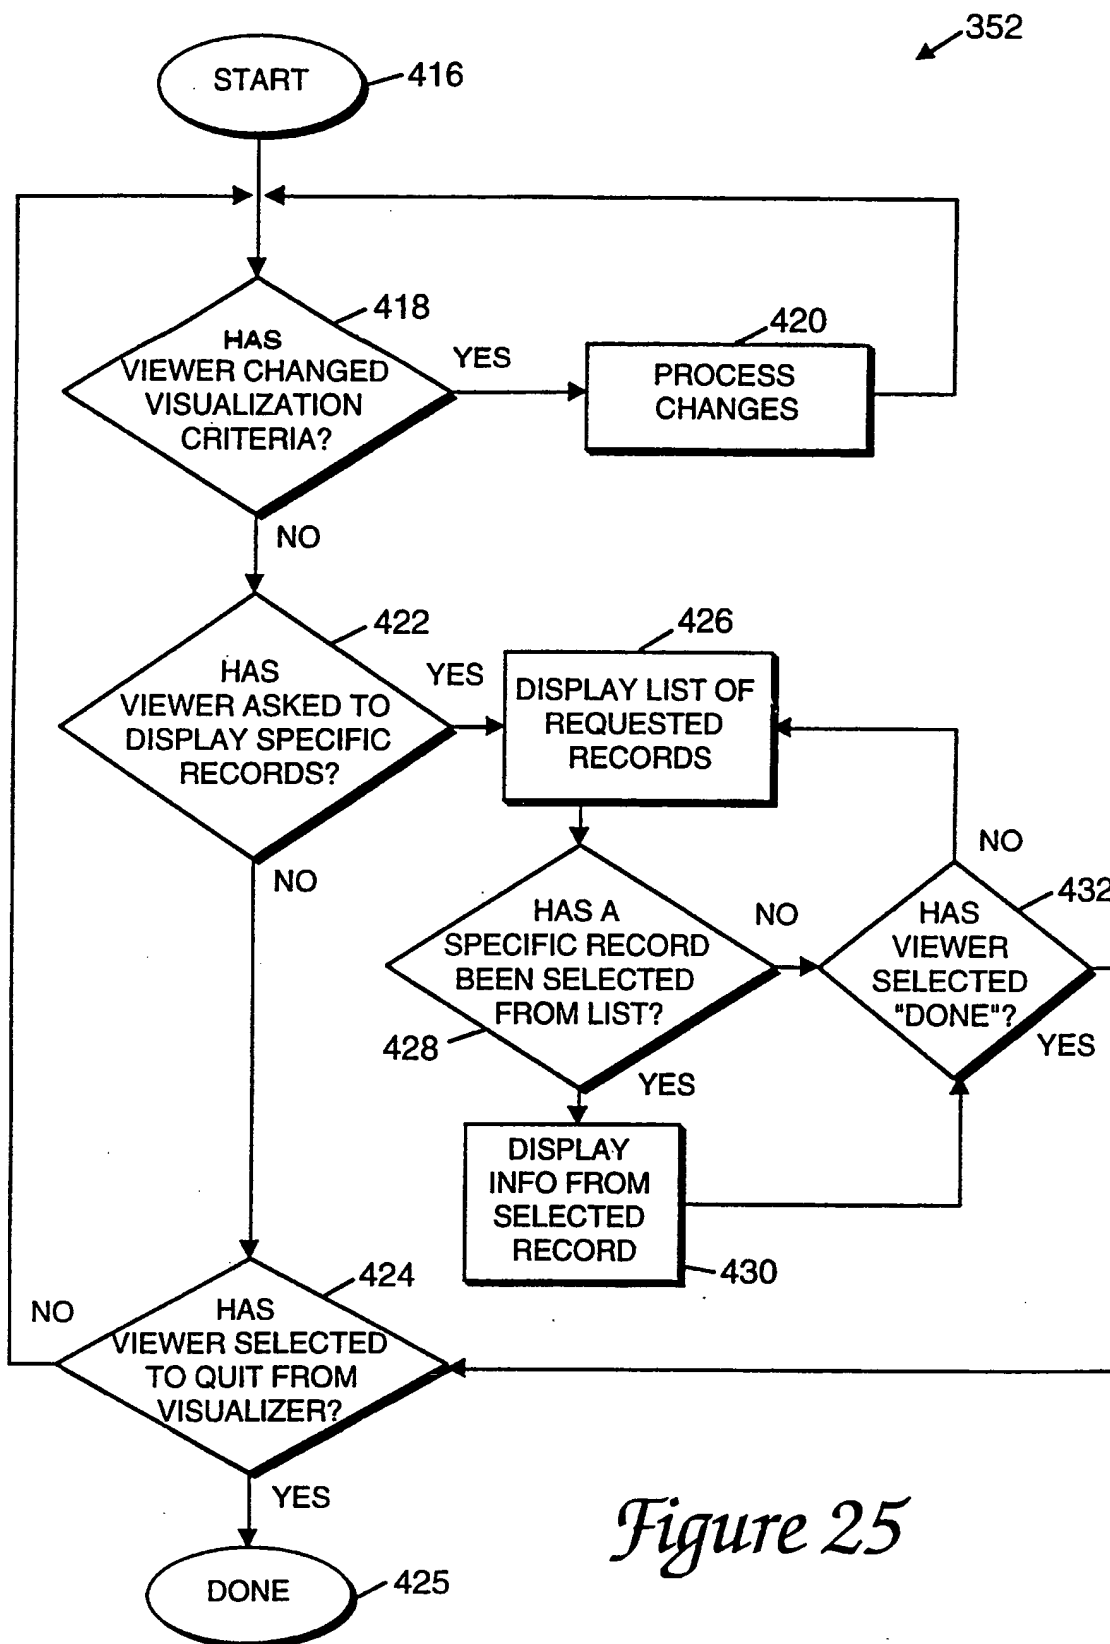 352
START
416
HAS
VIEWER CHANGED
VISUALIZATION
CRITERIA?
418
YES
420
PROCESS
CHANGES
NO
HAS
VIEWER ASKED TO
DISPLAY SPECIFIC
RECORDS?
422
YES
426
DISPLAY LIST OF
REQUESTED
RECORDS
NO
HAS A
SPECIFIC RECORD
BEEN SELECTED
FROM LIST?
428
NO
HAS
VIEWER
SELECTED
"DONE"?
432
NO
YES
YES
DISPLAY
INFO FROM
SELECTED
RECORD
430
HAS
VIEWER SELECTED
TO QUIT FROM
VISUALIZER?
424
NO
YES
DONE
425
Figure 25